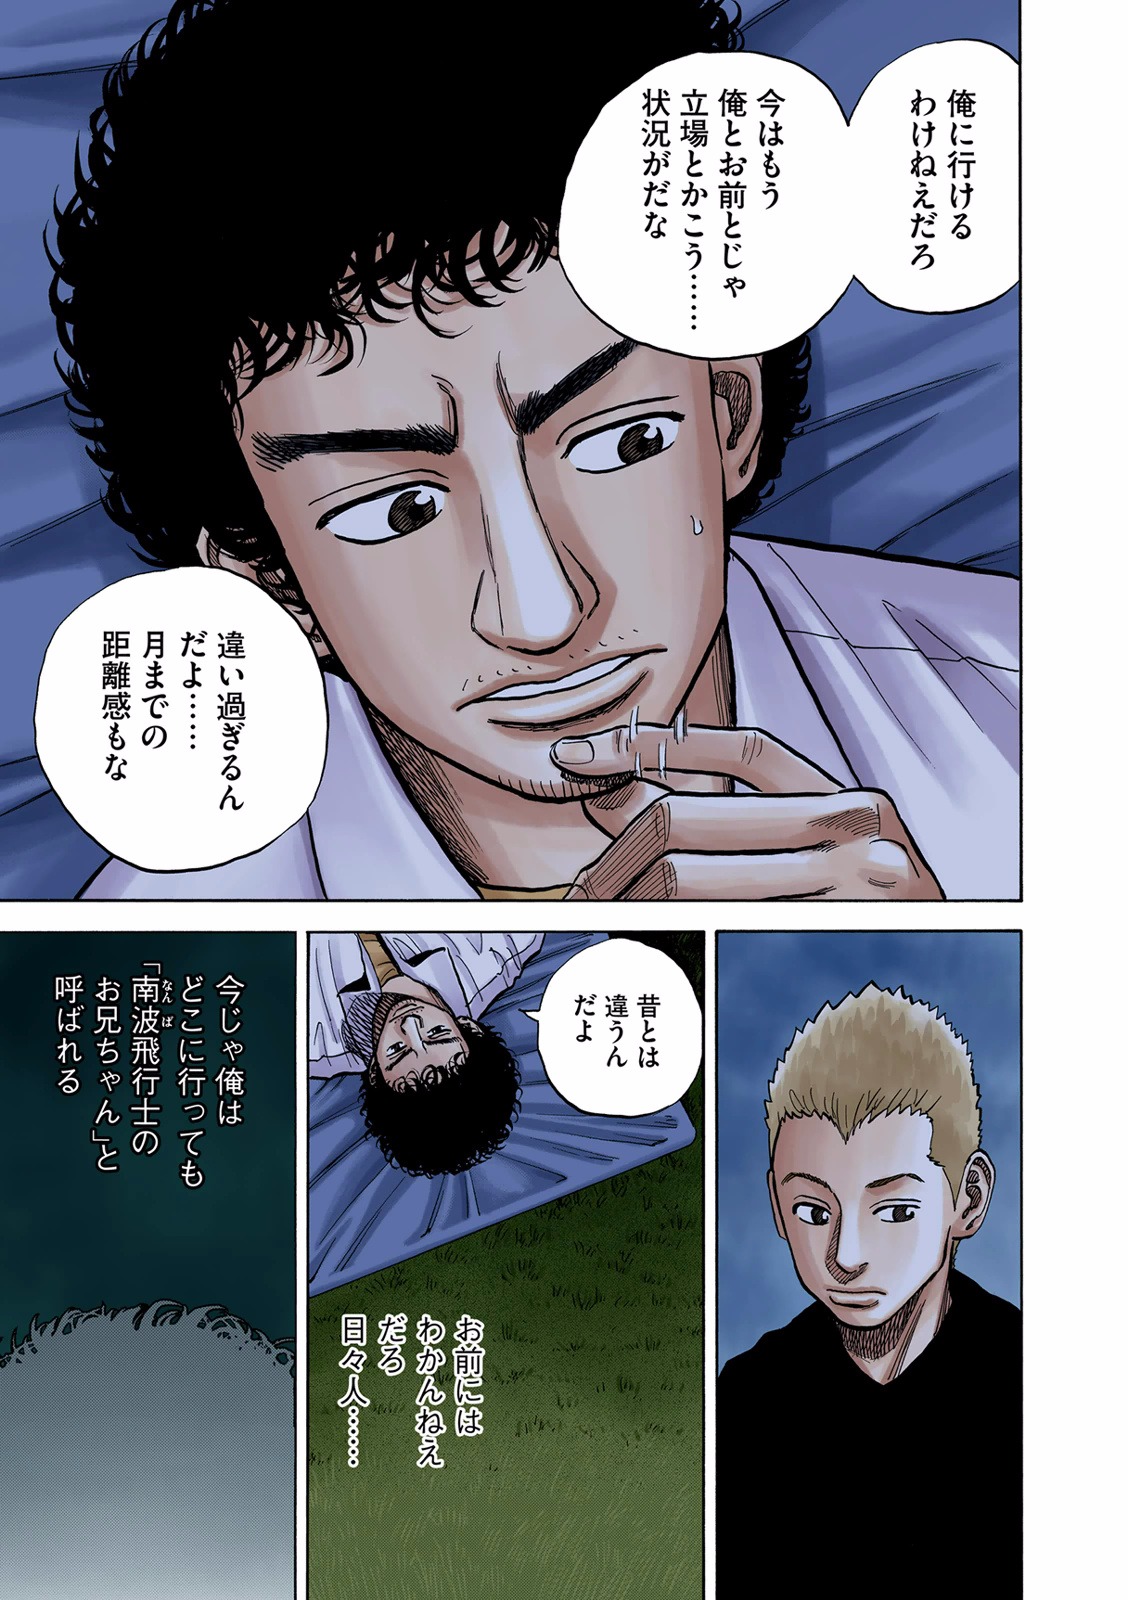 俺に行ける
わけねえだろ
今はもう
俺とお前とじゃ
立場とかこう……
状況がだな
違い過ぎるん
だよ……
月までの
距離感もな
昔とは
違うんだよ
お前には
わかんねえ
だろ
日々人……
今じゃ俺は
どこに行っても
「南波飛行士の
なんば
お兄ちゃん」と
呼ばれる